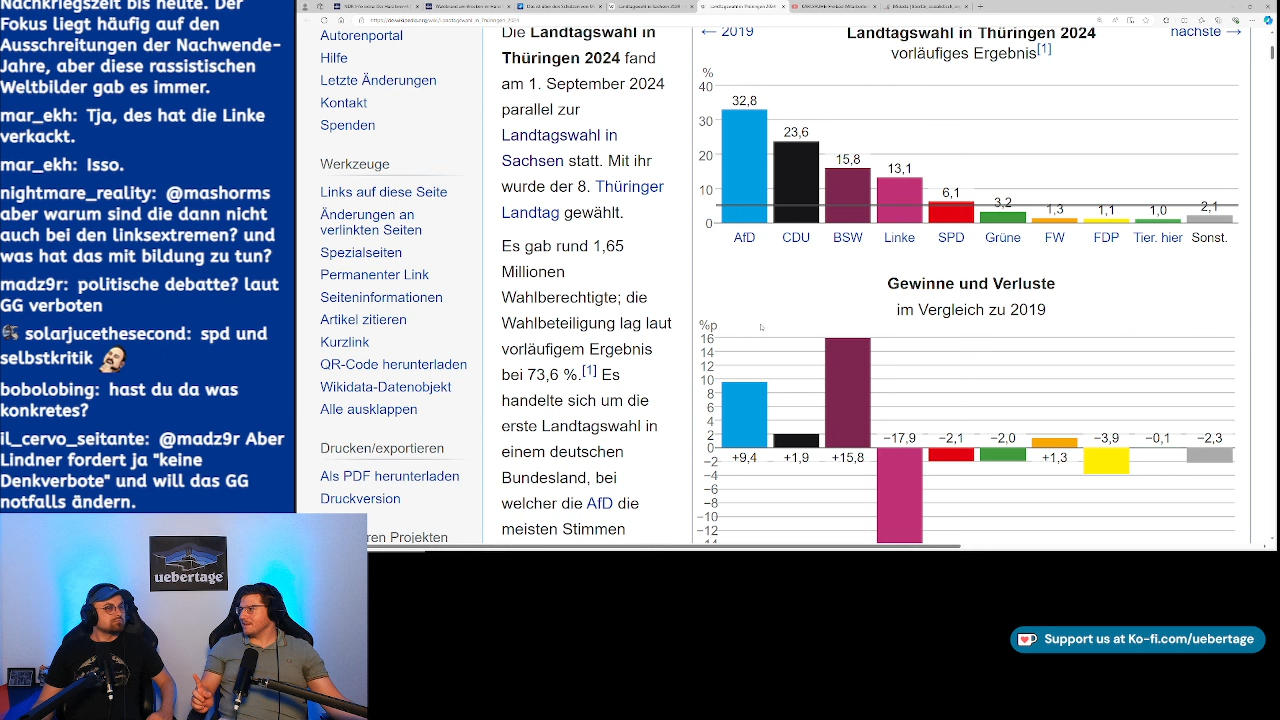 Nachkriegszeit bis heute. Der
Fokus liegt häufig auf den
Ausschreitungen der Nachwende-
Jahre, aber diese rassistischen
Weltbilder gab es immer.
mar_ekh: Tja, des hat die Linke
verkackt.
mar_ekh: Isso.
nightmare_reality: @mashorms
aber warum sind die dann nicht
auch bei den linksextremen? und
was hat das mit bildung zu tun?
madz9r: politische debatte? laut
GG verboten
solarjucethesecond: spd und
selbstkritik
bobolobing: hast du da was
konkretes?
il_cervo_seitante: @madz9r Aber
Lindner fordert ja "keine
Denkverbote" und will das GG
notfalls ändern.
uebertage
https://de.wikipedia.org/wiki/Landtagswahl_in_Thüringen_2024
Autorenportal
Hilfe
Letzte Änderungen
Kontakt
Spenden
Werkzeuge
Links auf diese Seite
Änderungen an
verlinkten Seiten
Spezialseiten
Permanenter Link
Seiteninformationen
Artikel zitieren
Kurzlink
QR-Code herunterladen
Wikidata-Datenobjekt
Alle ausklappen
Drucken/exportieren
Als PDF herunterladen
Druckversion
ren Projekten
Die Landtagswahl in
Thüringen 2024 fand
am 1. September 2024
parallel zur
Landtagswahl in
Sachsen statt. Mit ihr
wurde der 8. Thüringer
Landtag gewählt.
Es gab rund 1,65
Millionen
Wahlberechtigte; die
Wahlbeteiligung lag laut
vorläufigem Ergebnis
bei 73,6 %.[1] Es
handelte sich um die
erste Landtagswahl in
einem deutschen
Bundesland, bei
welcher die AfD die
meisten Stimmen
← 2019 Landtagswahl in Thüringen 2024 nächste →
vorläufiges Ergebnis[1]
%
40
30
20
10
0
32,8 23,6 15,8 13,1 6,1 3,2 1,3 1,1 1,0 2,1
AfD CDU BSW Linke SPD Grüne FW FDP Tier. hier Sonst.
Gewinne und Verluste
im Vergleich zu 2019
%p
16
14
12
10
8
6
4
2
0
−2
−4
−6
−8
−10
−12
−14
+9,4 +1,9 +15,8 −17,9 −2,1 −2,0 +1,3 −3,9 −0,1 −2,3
Support us at Ko-fi.com/uebertage